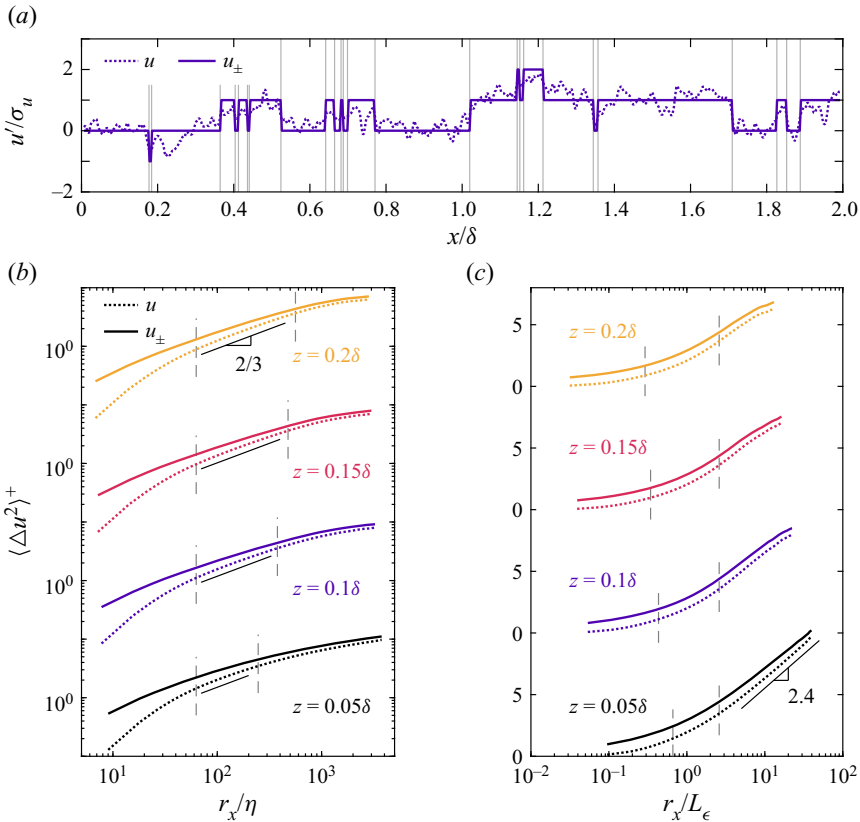 (a)
u u±
u′/σu
2
0
−2
0 0.2 0.4 0.6 0.8 1.0 1.2 1.4 1.6 1.8 2.0
x/δ
(b)
u
u±
z = 0.2δ
2/3
z = 0.15δ
z = 0.1δ
z = 0.05δ
10⁰
10⁰
10⁰
10⁰
⟨Δu²⟩⁺
10¹ 10² 10³
rx/η
(c)
z = 0.2δ
z = 0.15δ
z = 0.1δ
z = 0.05δ
2.4
5
0
5
0
5
0
5
0
10⁻² 10⁻¹ 10⁰ 10¹ 10²
rx/Lϵ